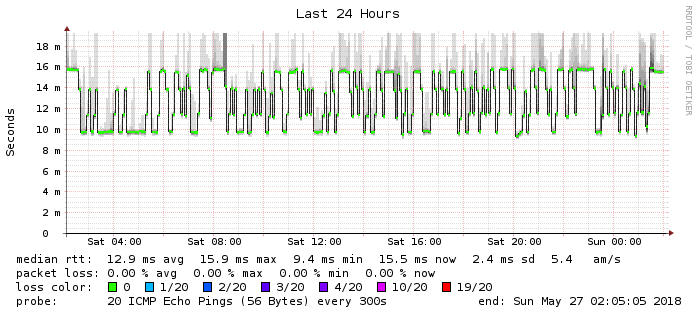 Last 24 Hours
RRDTOOL / TOBI OETIKER
Seconds
18 m
16 m
14 m
12 m
10 m
8 m
6 m
4 m
2 m
0
Sat 04:00 Sat 08:00 Sat 12:00 Sat 16:00 Sat 20:00 Sun 00:00
median rtt: 12.9 ms avg 15.9 ms max 9.4 ms min 15.5 ms now 2.4 ms sd 5.4 am/s
packet loss: 0.00 % avg 0.00 % max 0.00 % min 0.00 % now
loss color: 0 1/20 2/20 3/20 4/20 10/20 19/20
probe: 20 ICMP Echo Pings (56 Bytes) every 300s end: Sun May 27 02:05:05 2018